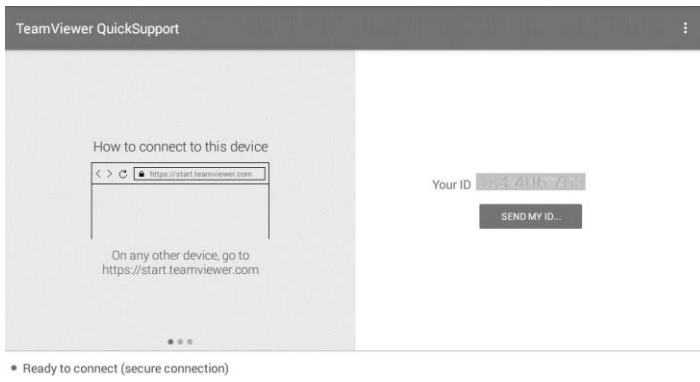 TeamViewer QuickSupport
How to connect to this device
https://start.teamviewer.com
On any other device, go to
https://start.teamviewer.com
Your ID
SEND MY ID...
Ready to connect (secure connection)